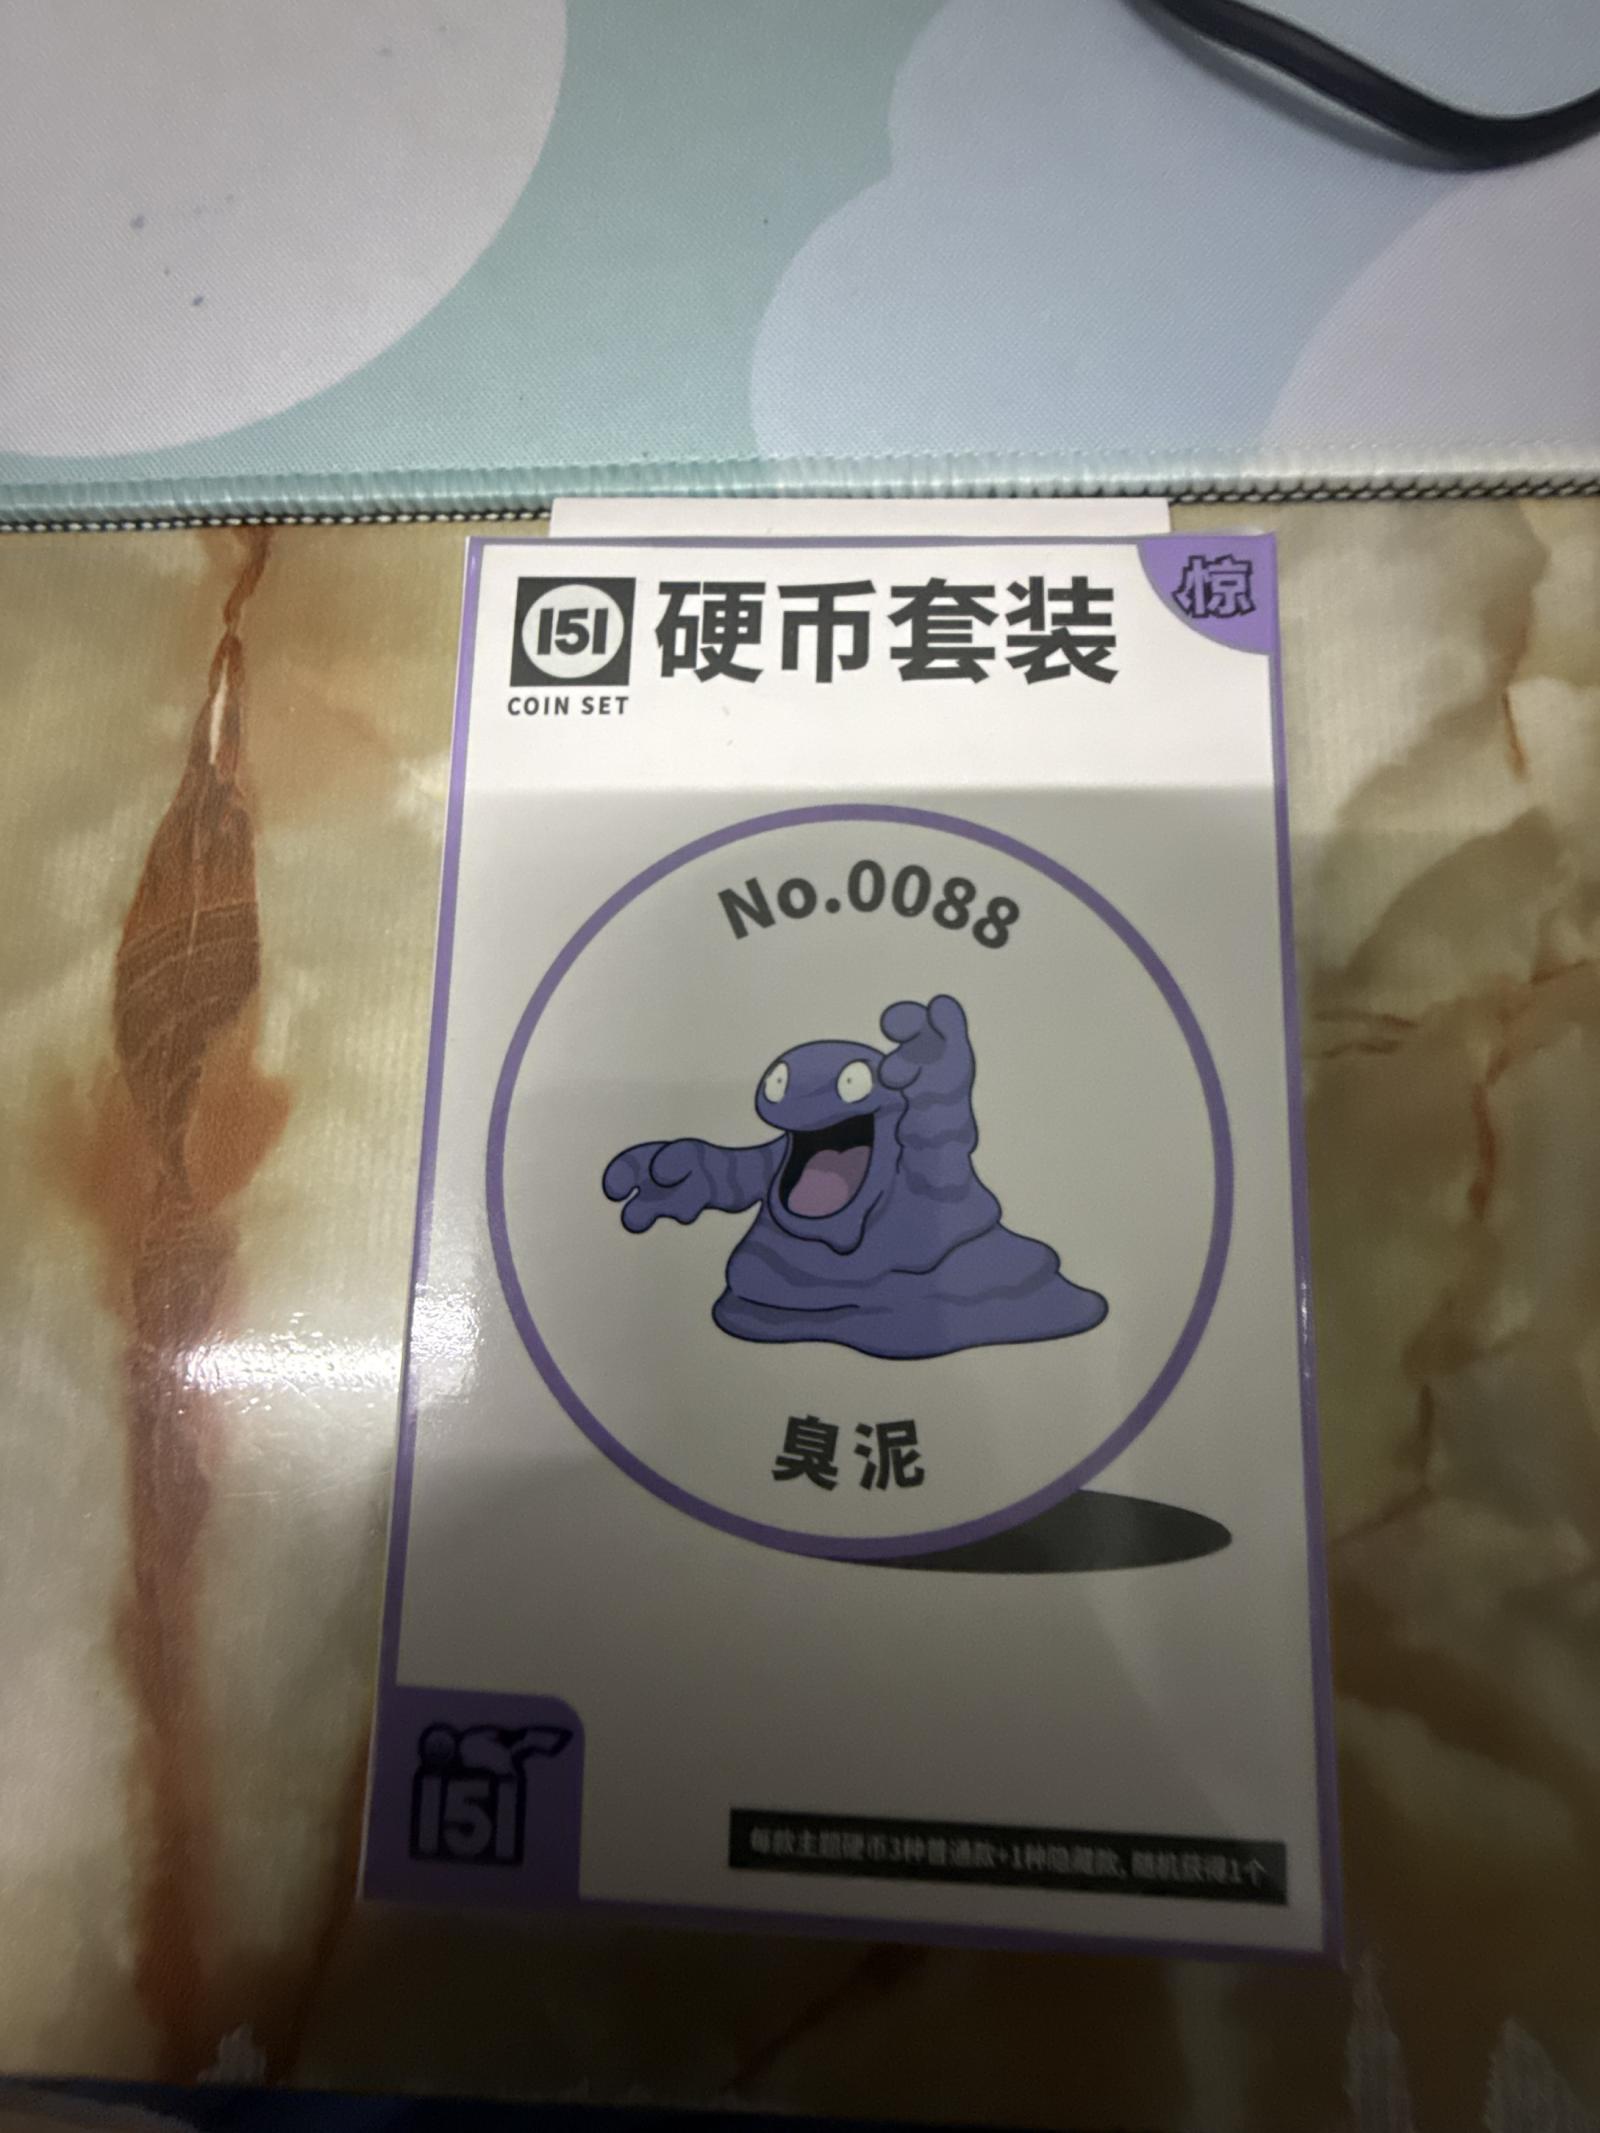 151
COIN SET
硬币套装
惊
No.0088
臭泥
151
每款主题硬币3种普通款+1种隐藏款，随机获得1个